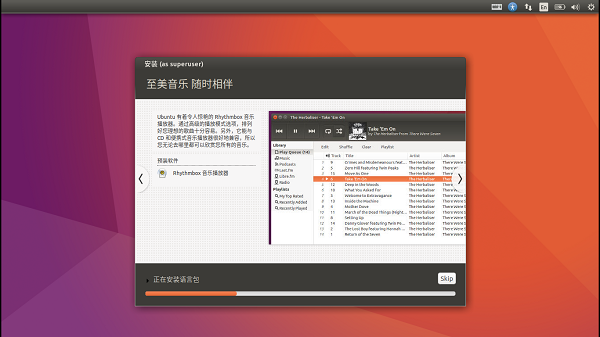 En
安装 (as superuser)
至美音乐 随时相伴
Ubuntu 有着令人惊艳的 Rhythmbox 音乐
播放器。通过高级的播放模式选项，排列
好您理想的歌曲十分容易。另外，它能与
CD 和便携式音乐播放器很好地兼容，所以
您无论去哪里都可以欣赏您所有的音乐。
预装软件
Rhythmbox 音乐播放器
The Herbaliser - Take 'Em On
Take 'Em On
by The Herbaliser from There Were Seven
Edit Shuffle Clear Playlist
Library
Play Queue (14)
Music
Podcasts
Last.fm
Libre.fm
Radio
Playlists
My Top Rated
Recently Added
Recently Played
Track Title Artist Album
1 9 Crimes and Misdemeanours Feat... The Herbaliser There Were S
2 5 Zero Hill Featuring Twin Peaks The Herbaliser There Were S
3 13 Move As One The Herbaliser There Were S
6 Take 'Em On The Herbaliser There Were S
5 12 Deep in the Woods The Herbaliser There Were S
6 10 What You Asked For The Herbaliser There Were S
7 1 Welcome to Extravagance The Herbaliser There Were S
8 Inside the Machine The Herbaliser There Were S
9 4 Mother Dove The Herbaliser There Were S
10 11 March of the Dead Things (Night... The Herbaliser There Were S
11 8 Setting Up The Herbaliser There Were S
12 14 Danny Glover featuring Twin Pe... The Herbaliser There Were S
13 2 The Lost Boy featuring Hannah ... The Herbaliser There Were S
14 Return of the Seven The Herbaliser There Were S
正在安装语言包
Skip